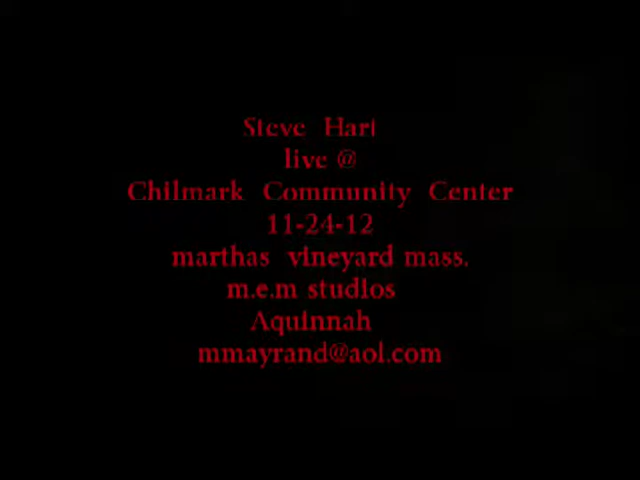 Steve Hart
live @
Chilmark Community Center
11-24-12
marthas vineyard mass.
m.e.m studios
Aquinnah
mmayrand@aol.com